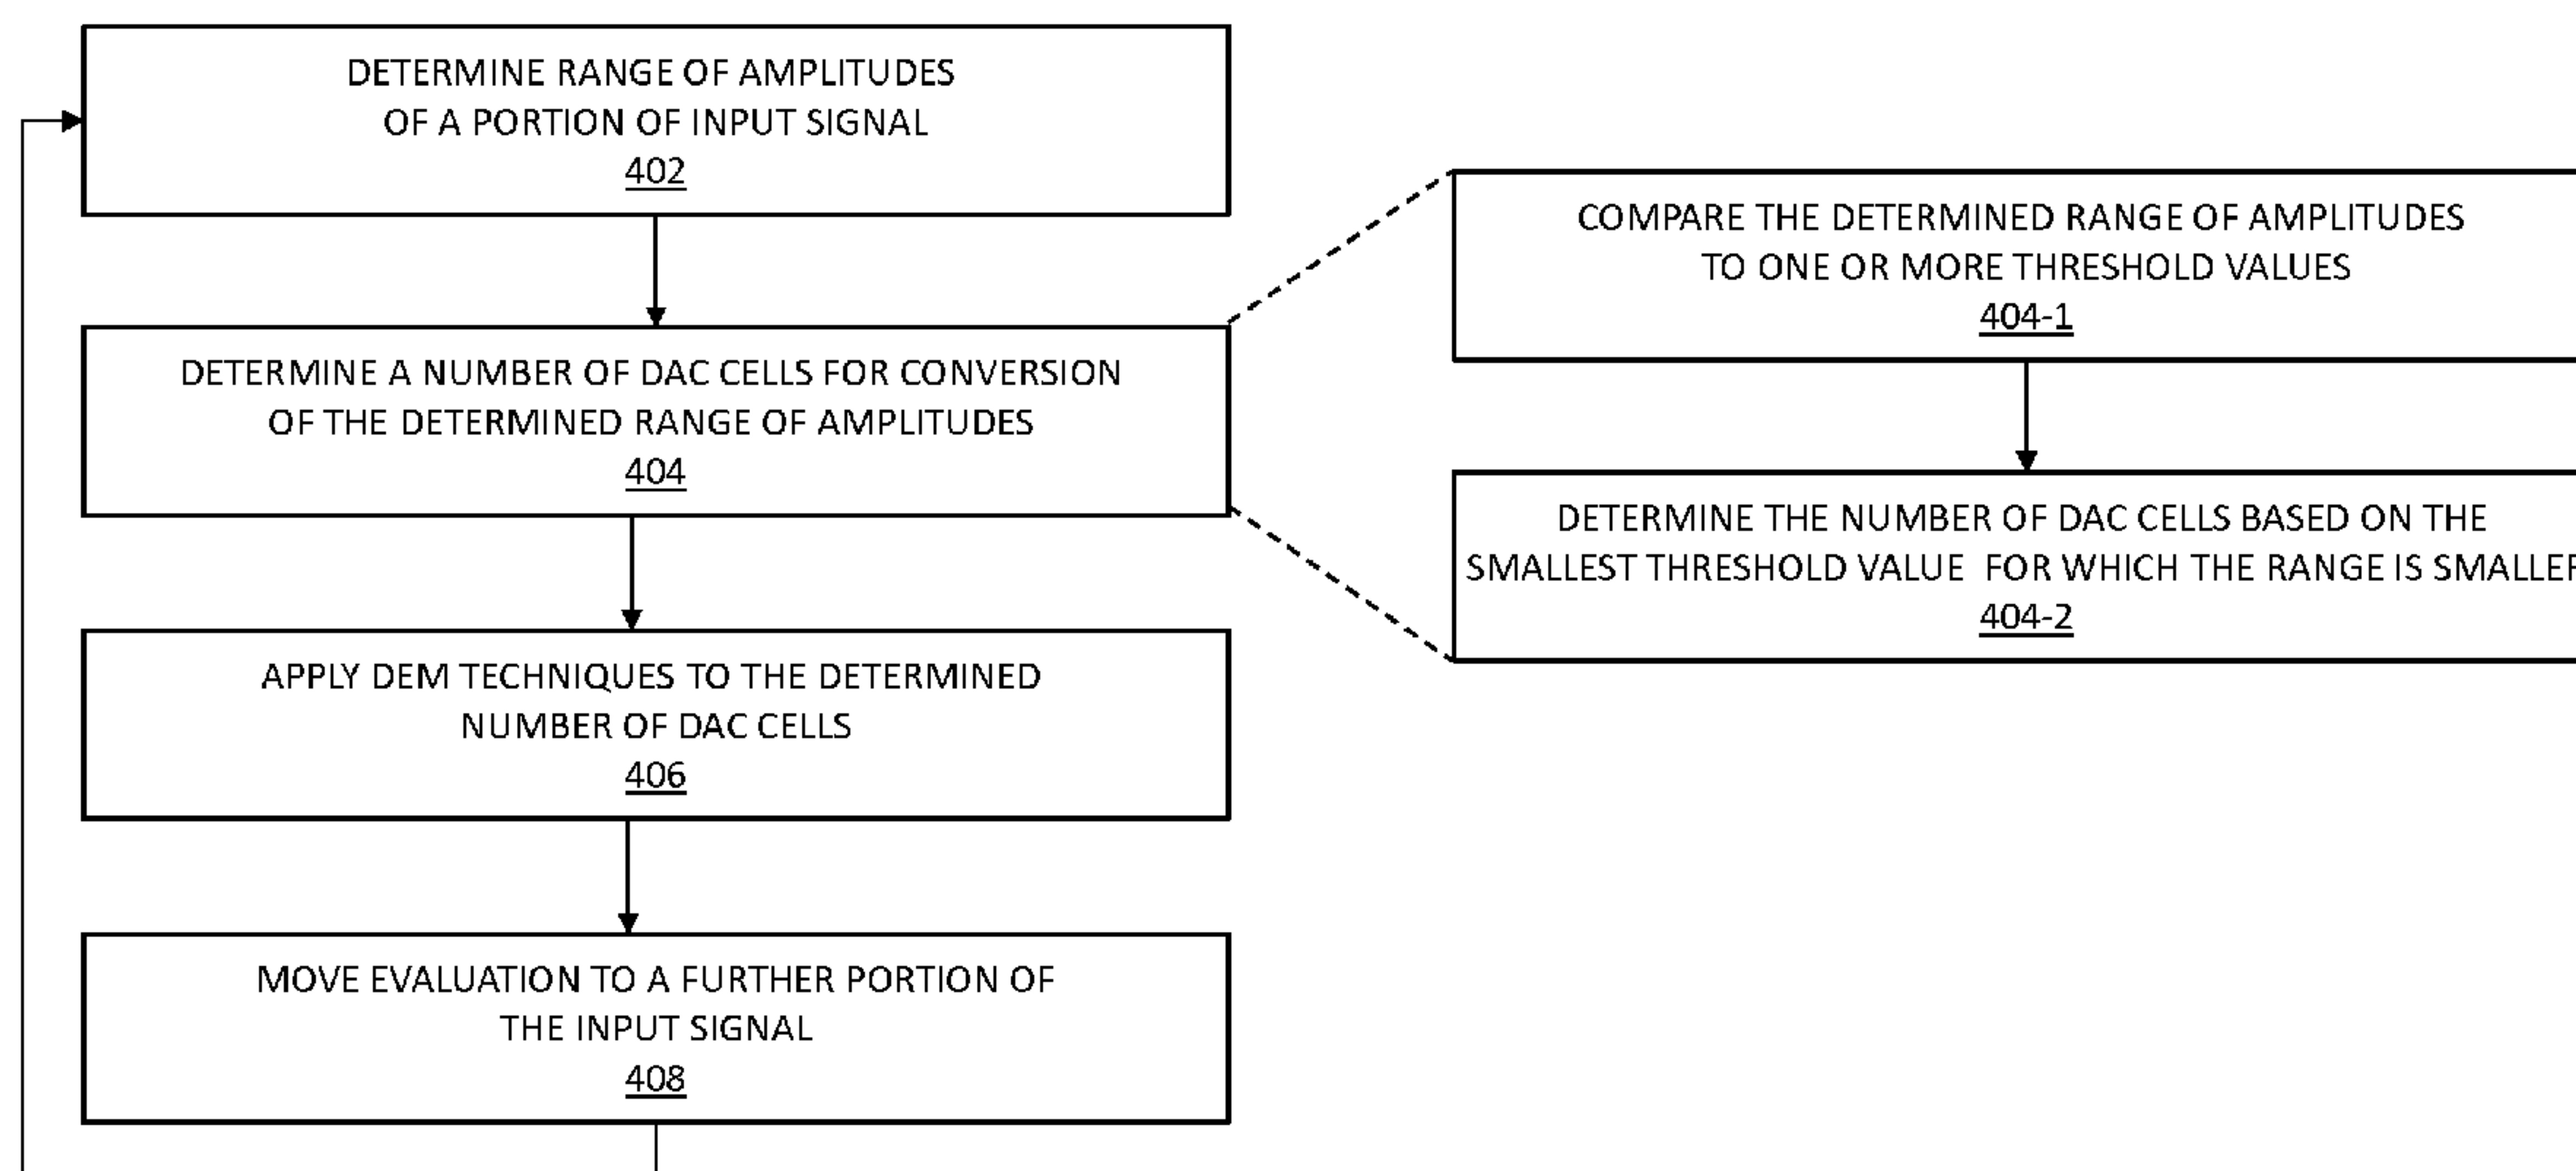 DETERMINE RANGE OF AMPLITUDES
OF A PORTION OF INPUT SIGNAL
402
DETERMINE A NUMBER OF DAC CELLS FOR CONVERSION
OF THE DETERMINED RANGE OF AMPLITUDES
404
APPLY DEM TECHNIQUES TO THE DETERMINED
NUMBER OF DAC CELLS
406
MOVE EVALUATION TO A FURTHER PORTION OF
THE INPUT SIGNAL
408
COMPARE THE DETERMINED RANGE OF AMPLITUDES
TO ONE OR MORE THRESHOLD VALUES
404-1
DETERMINE THE NUMBER OF DAC CELLS BASED ON THE
SMALLEST THRESHOLD VALUE FOR WHICH THE RANGE IS SMALLER
404-2